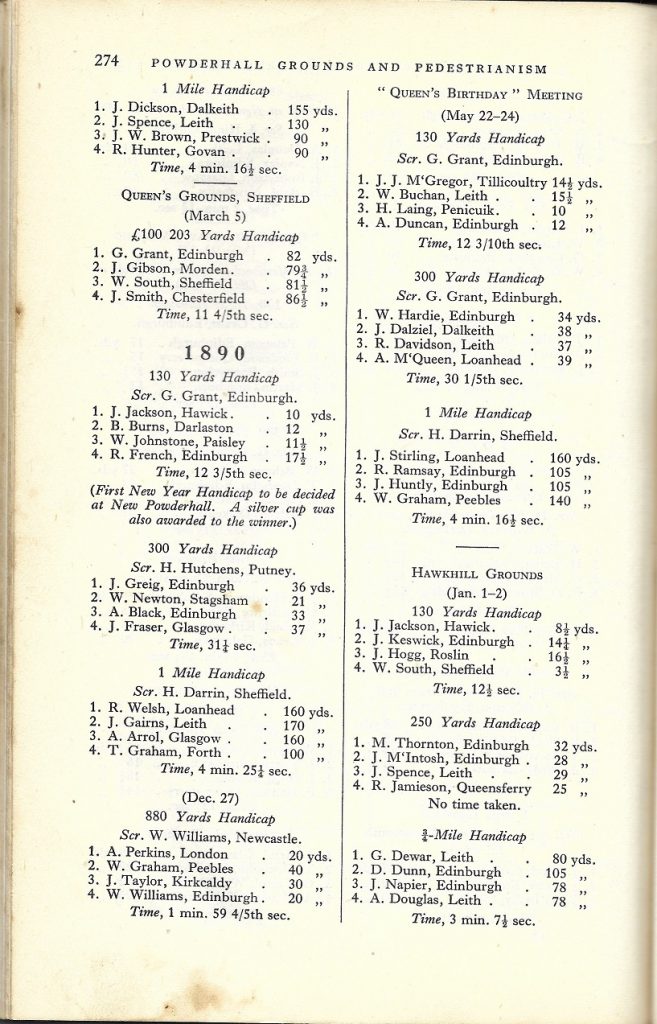 274 POWDERHALL GROUNDS AND PEDESTRIANISM
1 Mile Handicap
1. J. Dickson, Dalkeith . 155 yds.
2. J. Spence, Leith . . 130 „
3. J. W. Brown, Prestwick . 90 „
4. R. Hunter, Govan . . 90 „
Time, 4 min. 16½ sec.
QUEEN'S GROUNDS, SHEFFIELD
(March 5)
£100 203 Yards Handicap
1. G. Grant, Edinburgh . 82 yds.
2. J. Gibson, Morden . . 79¾ „
3. W. South, Sheffield . 81½ „
4. J. Smith, Chesterfield . 86½ „
Time, 11 4/5th sec.
1890
130 Yards Handicap
Scr. G. Grant, Edinburgh.
1. J. Jackson, Hawick . . 10 yds.
2. B. Burns, Darlaston . 12 „
3. W. Johnstone, Paisley . 11½ „
4. R. French, Edinburgh . 17½ „
Time, 12 3/5th sec.
(First New Year Handicap to be decided
at New Powderhall. A silver cup was
also awarded to the winner.)
300 Yards Handicap
Scr. H. Hutchens, Putney.
1. J. Greig, Edinburgh . 36 yds.
2. W. Newton, Stagsham . 21 „
3. A. Black, Edinburgh . 33 „
4. J. Fraser, Glasgow . . 37 „
Time, 31¼ sec.
1 Mile Handicap
Scr. H. Darrin, Sheffield.
1. R. Welsh, Loanhead . 160 yds.
2. J. Gairns, Leith . 170 „
3. A. Arrol, Glasgow . . 160 „
4. T. Graham, Forth . . 100 „
Time, 4 min. 25¼ sec.
(Dec. 27)
880 Yards Handicap
Scr. W. Williams, Newcastle.
1. A. Perkins, London . 20 yds.
2. W. Graham, Peebles . 40 „
3. J. Taylor, Kirkcaldy . 30 „
4. W. Williams, Edinburgh . 20 „
Time, 1 min. 59 4/5th sec.
“ QUEEN'S BIRTHDAY ” MEETING
(May 22–24)
130 Yards Handicap
Scr. G. Grant, Edinburgh.
1. J. J. M‘Gregor, Tillicoultry 14½ yds.
2. W. Buchan, Leith . . 15½ „
3. H. Laing, Penicuik. . 10 „
4. A. Duncan, Edinburgh . 12 „
Time, 12 3/10th sec.
300 Yards Handicap
Scr. G. Grant, Edinburgh.
1. W. Hardie, Edinburgh . 34 yds.
2. J. Dalziel, Dalkeith . 38 „
3. R. Davidson, Leith . 37 „
4. A. M‘Queen, Loanhead . 39 „
Time, 30 1/5th sec.
1 Mile Handicap
Scr. H. Darrin, Sheffield.
1. J. Stirling, Loanhead . 160 yds.
2. R. Ramsay, Edinburgh . 105 „
3. J. Huntly, Edinburgh . 105 „
4. W. Graham, Peebles . 140 „
Time, 4 min. 16½ sec.
HAWKHILL GROUNDS
(Jan. 1–2)
130 Yards Handicap
1. J. Jackson, Hawick. . 8½ yds.
2. J. Keswick, Edinburgh . 14¼ „
3. J. Hogg, Roslin . . 16½ „
4. W. South, Sheffield . 3½ „
Time, 12½ sec.
250 Yards Handicap
1. M. Thornton, Edinburgh 32 yds.
2. J. M‘Intosh, Edinburgh . 28 „
3. J. Spence, Leith . . 29 „
4. R. Jamieson, Queensferry 25 „
No time taken.
¾-Mile Handicap
1. G. Dewar, Leith . . 80 yds.
2. D. Dunn, Edinburgh . 105 „
3. J. Napier, Edinburgh . 78 „
4. A. Douglas, Leith . . 78 „
Time, 3 min. 7½ sec.